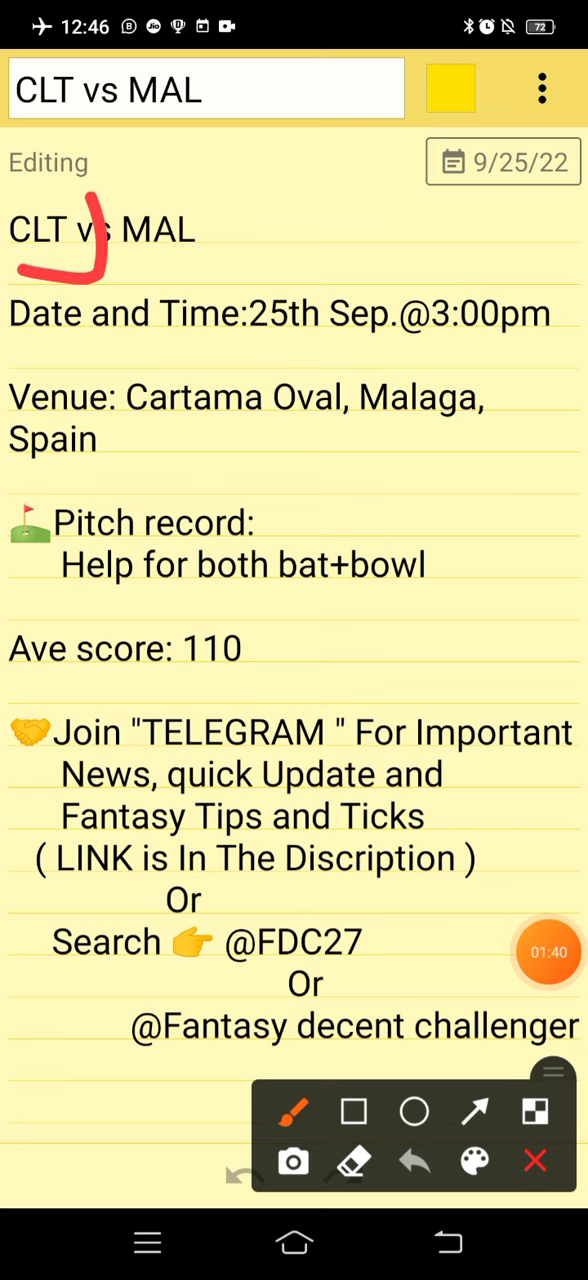 12:46
72
CLT vs MAL
Editing
9/25/22
CLT vs MAL
Date and Time:25th Sep.@3:00pm
Venue: Cartama Oval, Malaga,
Spain
⛳Pitch record:
Help for both bat+bowl
Ave score: 110
🤝Join "TELEGRAM " For Important
News, quick Update and
Fantasy Tips and Ticks
( LINK is In The Discription )
Or
Search 👉 @FDC27
01:40
Or
@Fantasy decent challenger